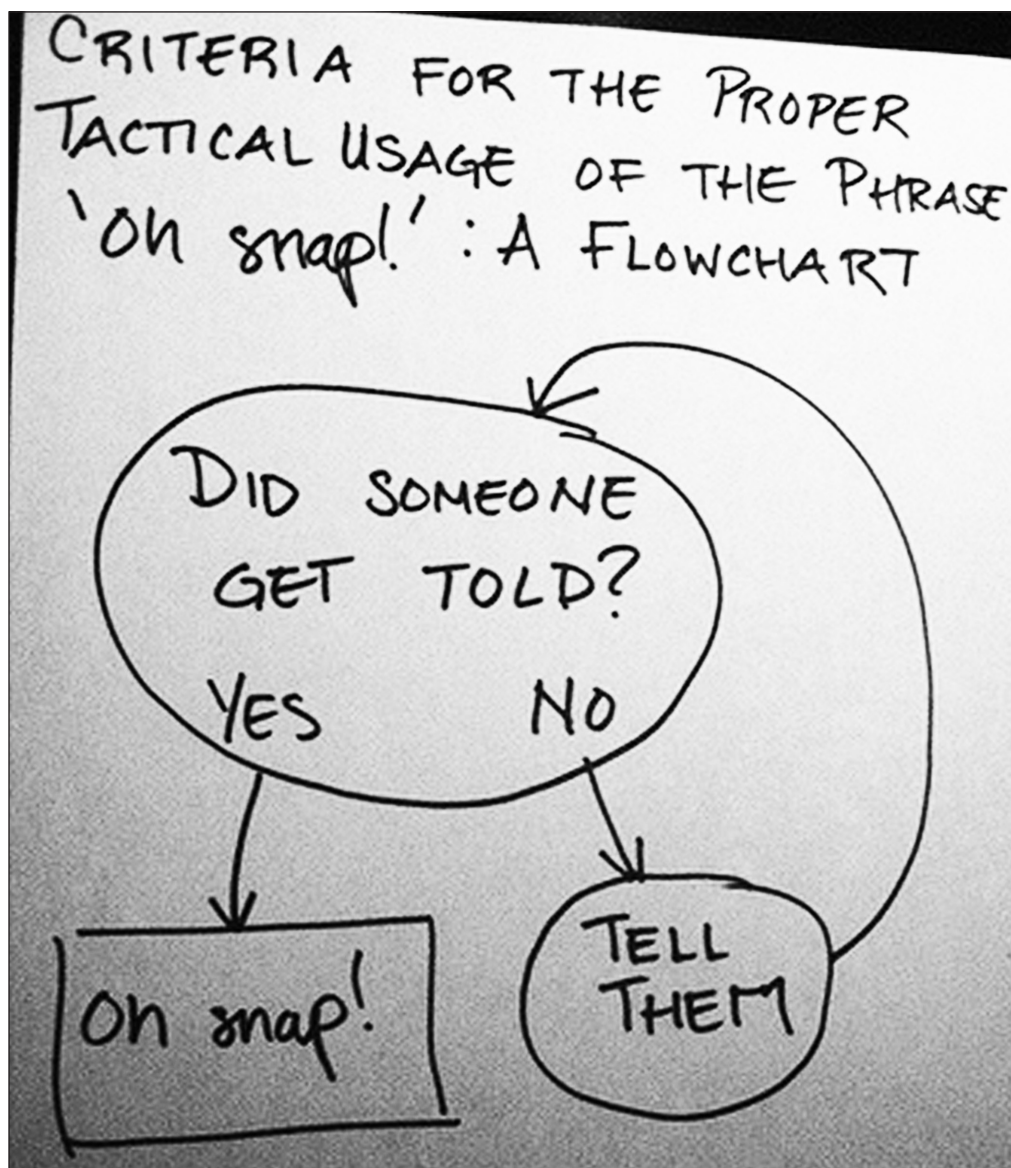 CRITERIA FOR THE PROPER
TACTICAL USAGE OF THE PHRASE
'oh snap!' : A FLOWCHART
DID SOMEONE
GET TOLD?
YES NO
oh snap!
TELL
THEM